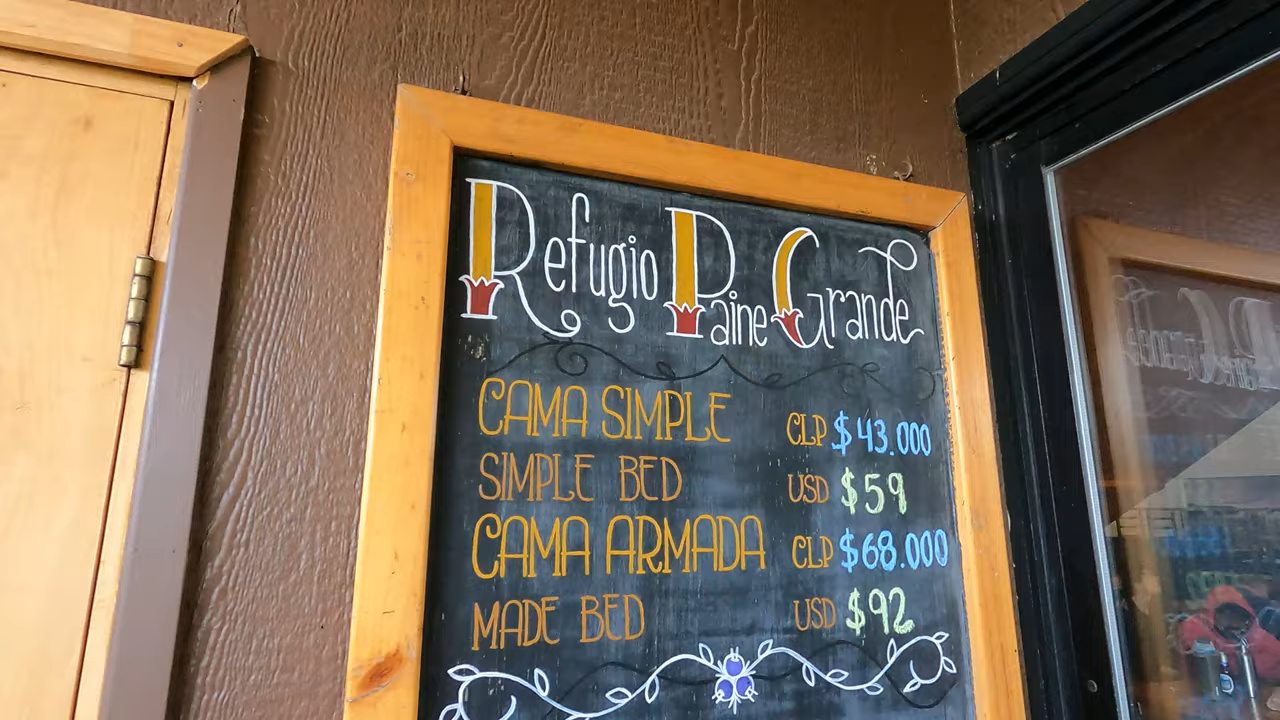 Refugio Paine Grande
CAMA SIMPLE CLP $43.000
SIMPLE BED USD $59
CAMA ARMADA CLP $68.000
MADE BED USD $92